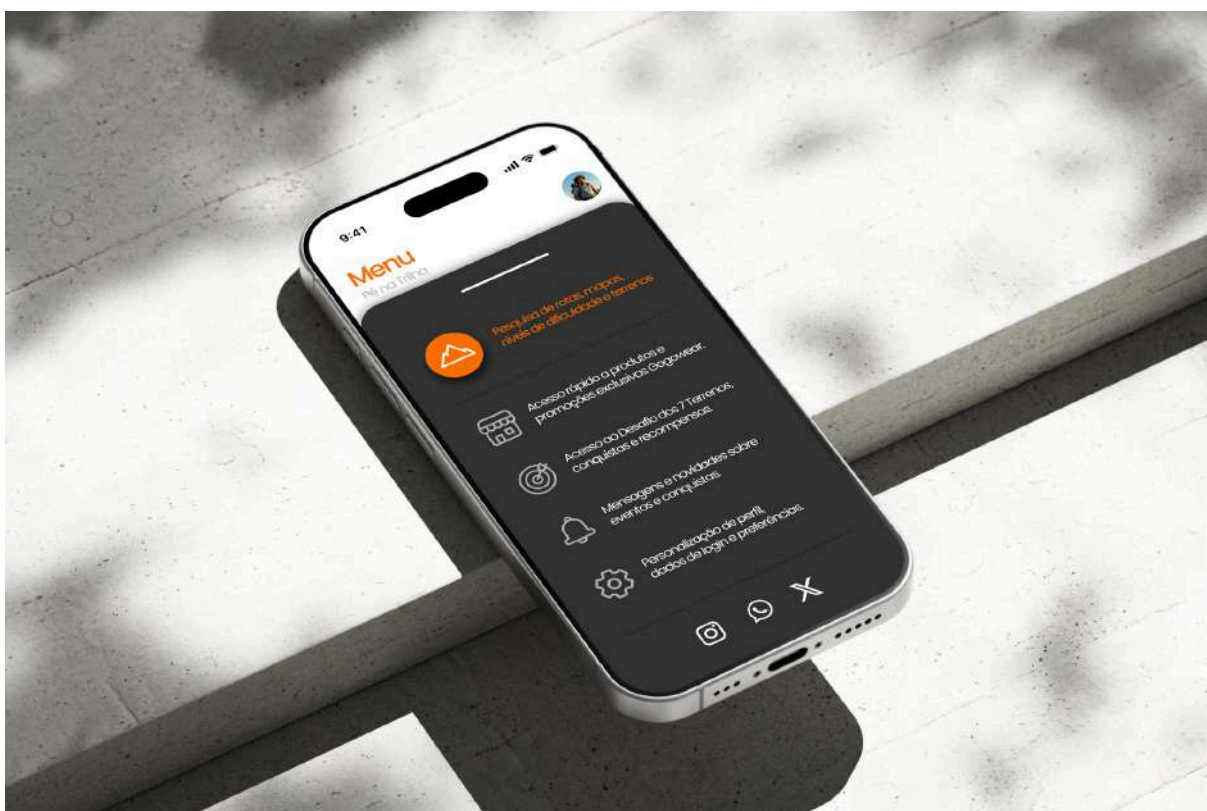 9:41
Menu
Pé na Trilha
Pesquisa de rotas, mapas,
níveis de dificuldade e terrenos
Acesso rápido a produtos e
promoções exclusivas Gogowear.
Acesso ao Desafio dos 7 Terrenos,
conquistas e recompensas.
Mensagens e novidades sobre
eventos e conquistas.
Personalização de perfil,
dados de login e preferências.